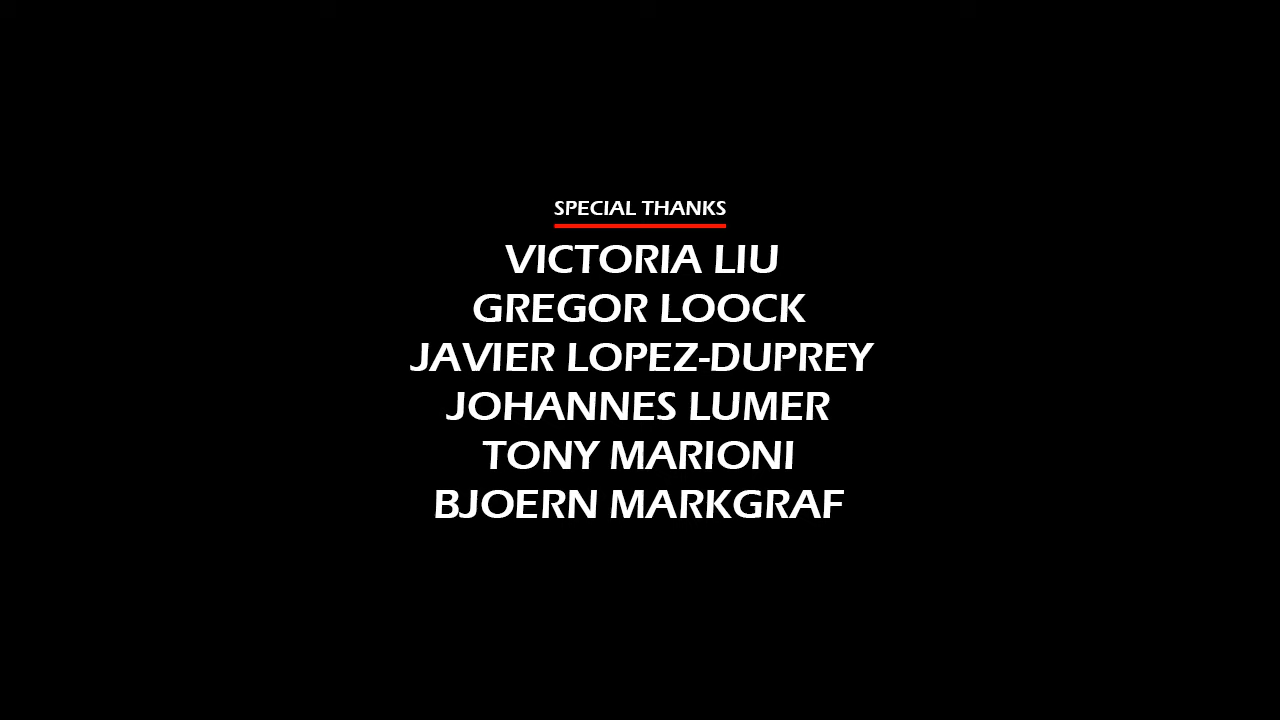 SPECIAL THANKS
VICTORIA LIU
GREGOR LOOCK
JAVIER LOPEZ-DUPREY
JOHANNES LUMER
TONY MARIONI
BJOERN MARKGRAF